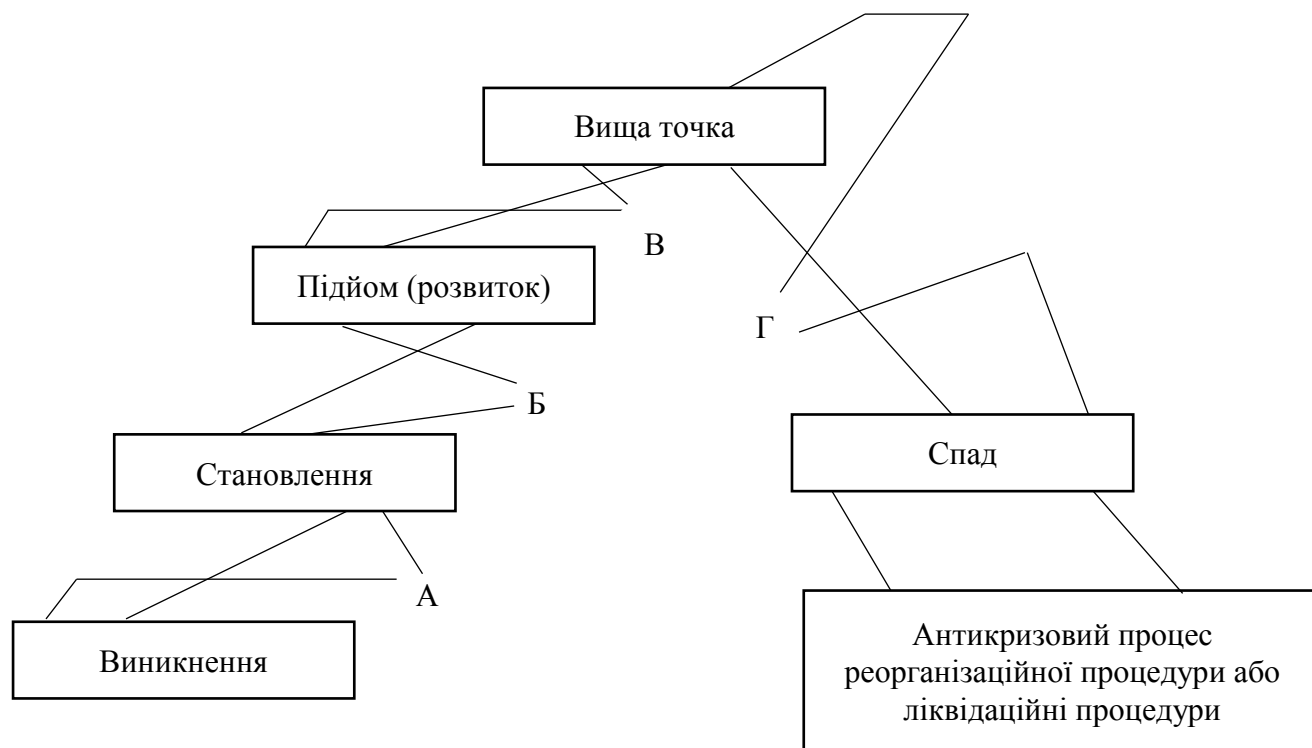 Вища точка
В
Підйом (розвиток)
Г
Б
Спад
Становлення
А
Виникнення
Антикризовий процес
реорганізаційної процедури або
ліквідаційні процедури